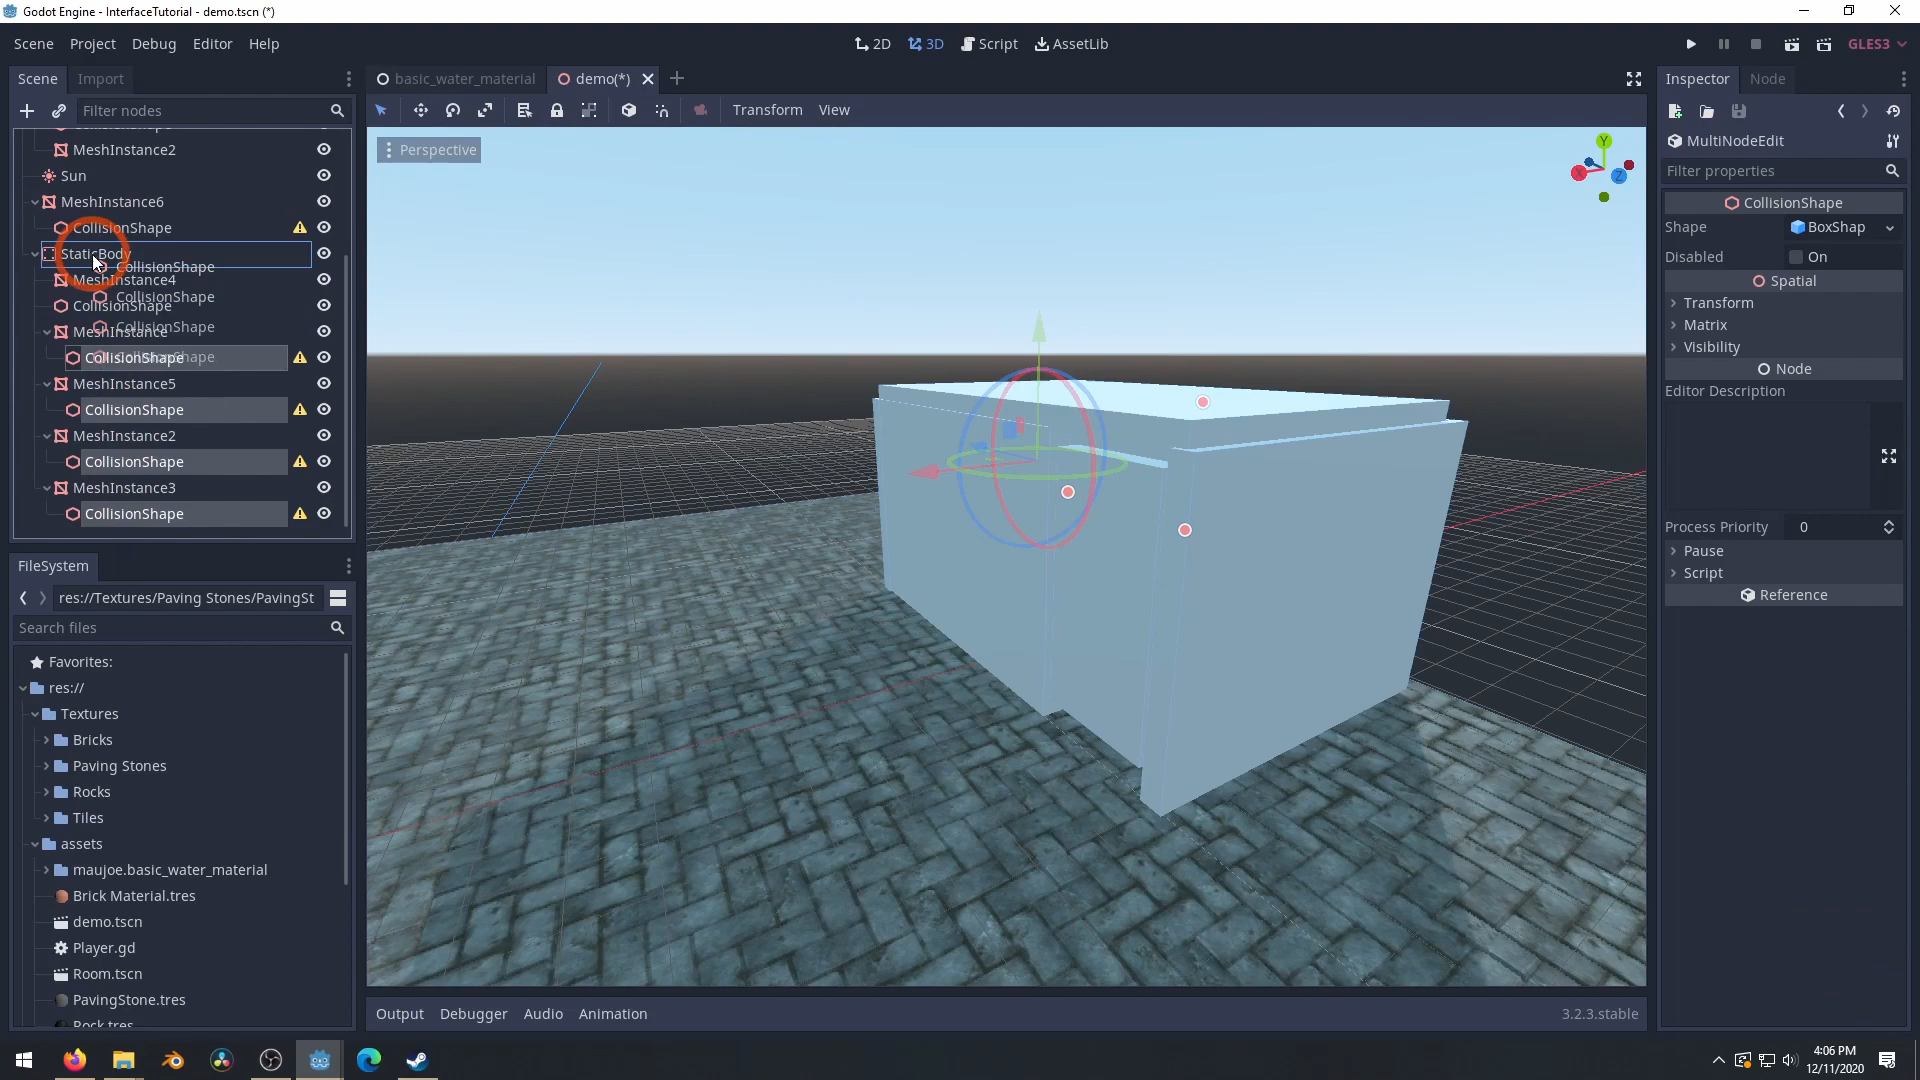 Godot Engine - InterfaceTutorial - demo.tscn (*)
Scene Project Debug Editor Help
2D 3D Script AssetLib
GLES3
Scene Import
basic_water_material demo(*)
Inspector Node
Filter nodes
Transform View
MultiNodeEdit
Filter properties
Perspective
Y
X
Z
CollisionShape
MeshInstance2
Sun
MeshInstance6
CollisionShape
StaticBody
CollisionShape
MeshInstance4
CollisionShape
CollisionShape
CollisionShape
MeshInstance
CollisionShape
CollisionShape
MeshInstance5
CollisionShape
MeshInstance2
CollisionShape
MeshInstance3
CollisionShape
CollisionShape
Shape BoxShap
Disabled On
Spatial
Transform
Matrix
Visibility
Node
Editor Description
Process Priority 0
Pause
Script
Reference
FileSystem
res://Textures/Paving Stones/PavingSt
Search files
Favorites:
res://
Textures
Bricks
Paving Stones
Rocks
Tiles
assets
maujoe.basic_water_material
Brick Material.tres
demo.tscn
Player.gd
Room.tscn
PavingStone.tres
Rock.tres
Output Debugger Audio Animation
3.2.3.stable
4:06 PM
12/11/2020